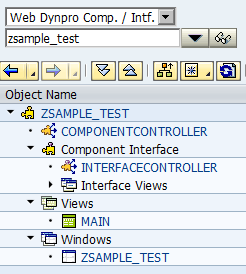 Web Dynpro Comp. / Intf.
zsample_test
Object Name
ZSAMPLE_TEST
COMPONENTCONTROLLER
Component Interface
INTERFACECONTROLLER
Interface Views
Views
MAIN
Windows
ZSAMPLE_TEST